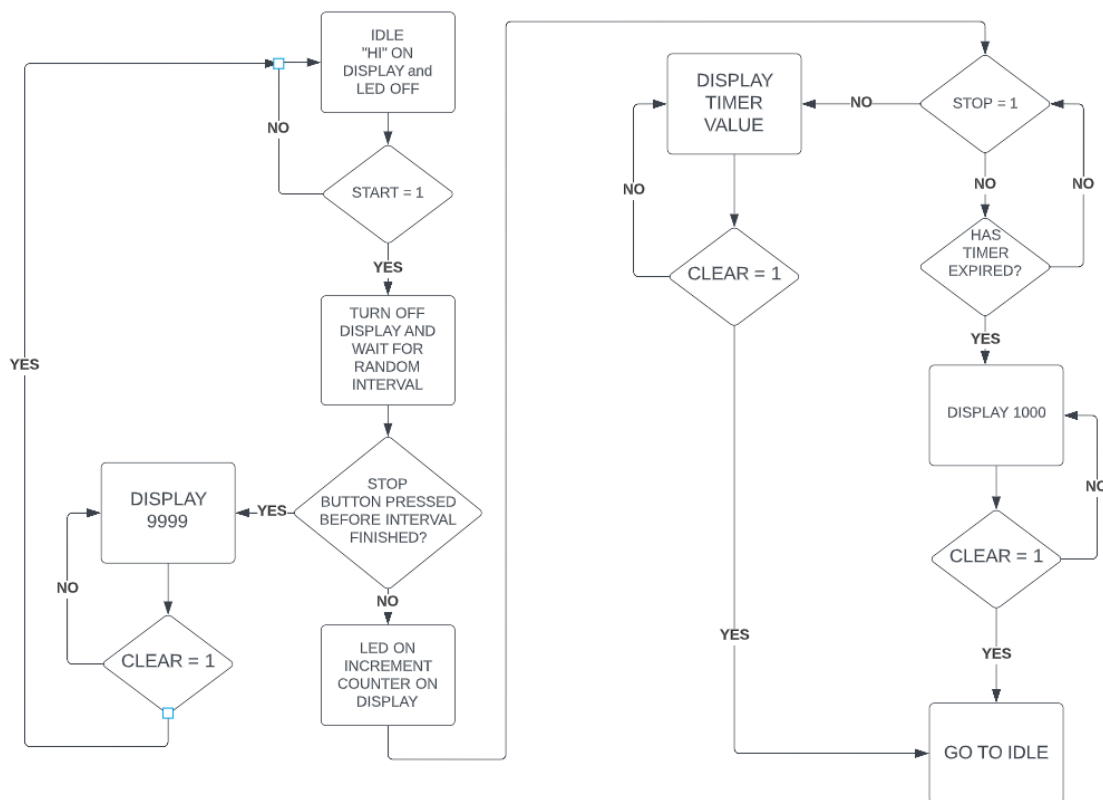 IDLE
"HI" ON
DISPLAY and
LED OFF
NO
START = 1
YES
TURN OFF
DISPLAY AND
WAIT FOR
RANDOM
INTERVAL
YES
STOP
BUTTON PRESSED
BEFORE INTERVAL
FINISHED?
YES
DISPLAY
9999
NO
CLEAR = 1
NO
LED ON
INCREMENT
COUNTER ON
DISPLAY
STOP = 1
NO
DISPLAY
TIMER
VALUE
NO
CLEAR = 1
YES
NO
NO
HAS
TIMER
EXPIRED?
YES
DISPLAY 1000
NO
CLEAR = 1
YES
GO TO IDLE